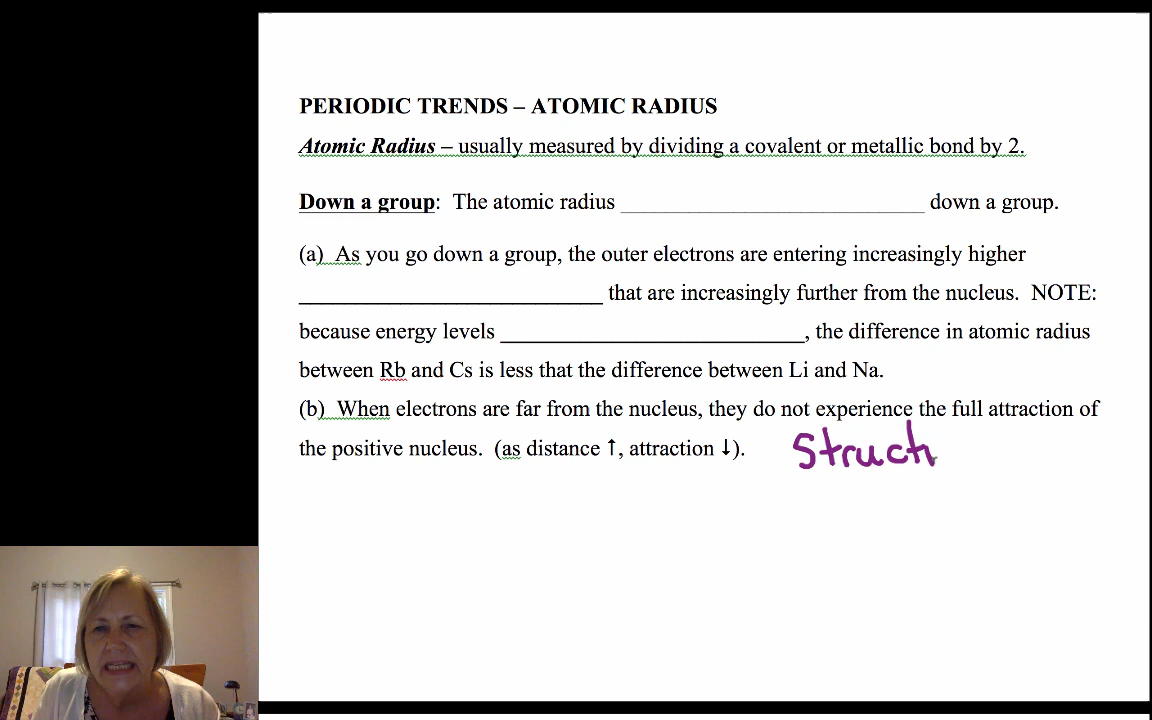 PERIODIC TRENDS – ATOMIC RADIUS
Atomic Radius – usually measured by dividing a covalent or metallic bond by 2.
Down a group: The atomic radius ____________________________ down a group.
(a) As you go down a group, the outer electrons are entering increasingly higher
____________________________ that are increasingly further from the nucleus. NOTE:
because energy levels ____________________________, the difference in atomic radius
between Rb and Cs is less that the difference between Li and Na.
(b) When electrons are far from the nucleus, they do not experience the full attraction of
the positive nucleus. (as distance ↑, attraction ↓). Struch